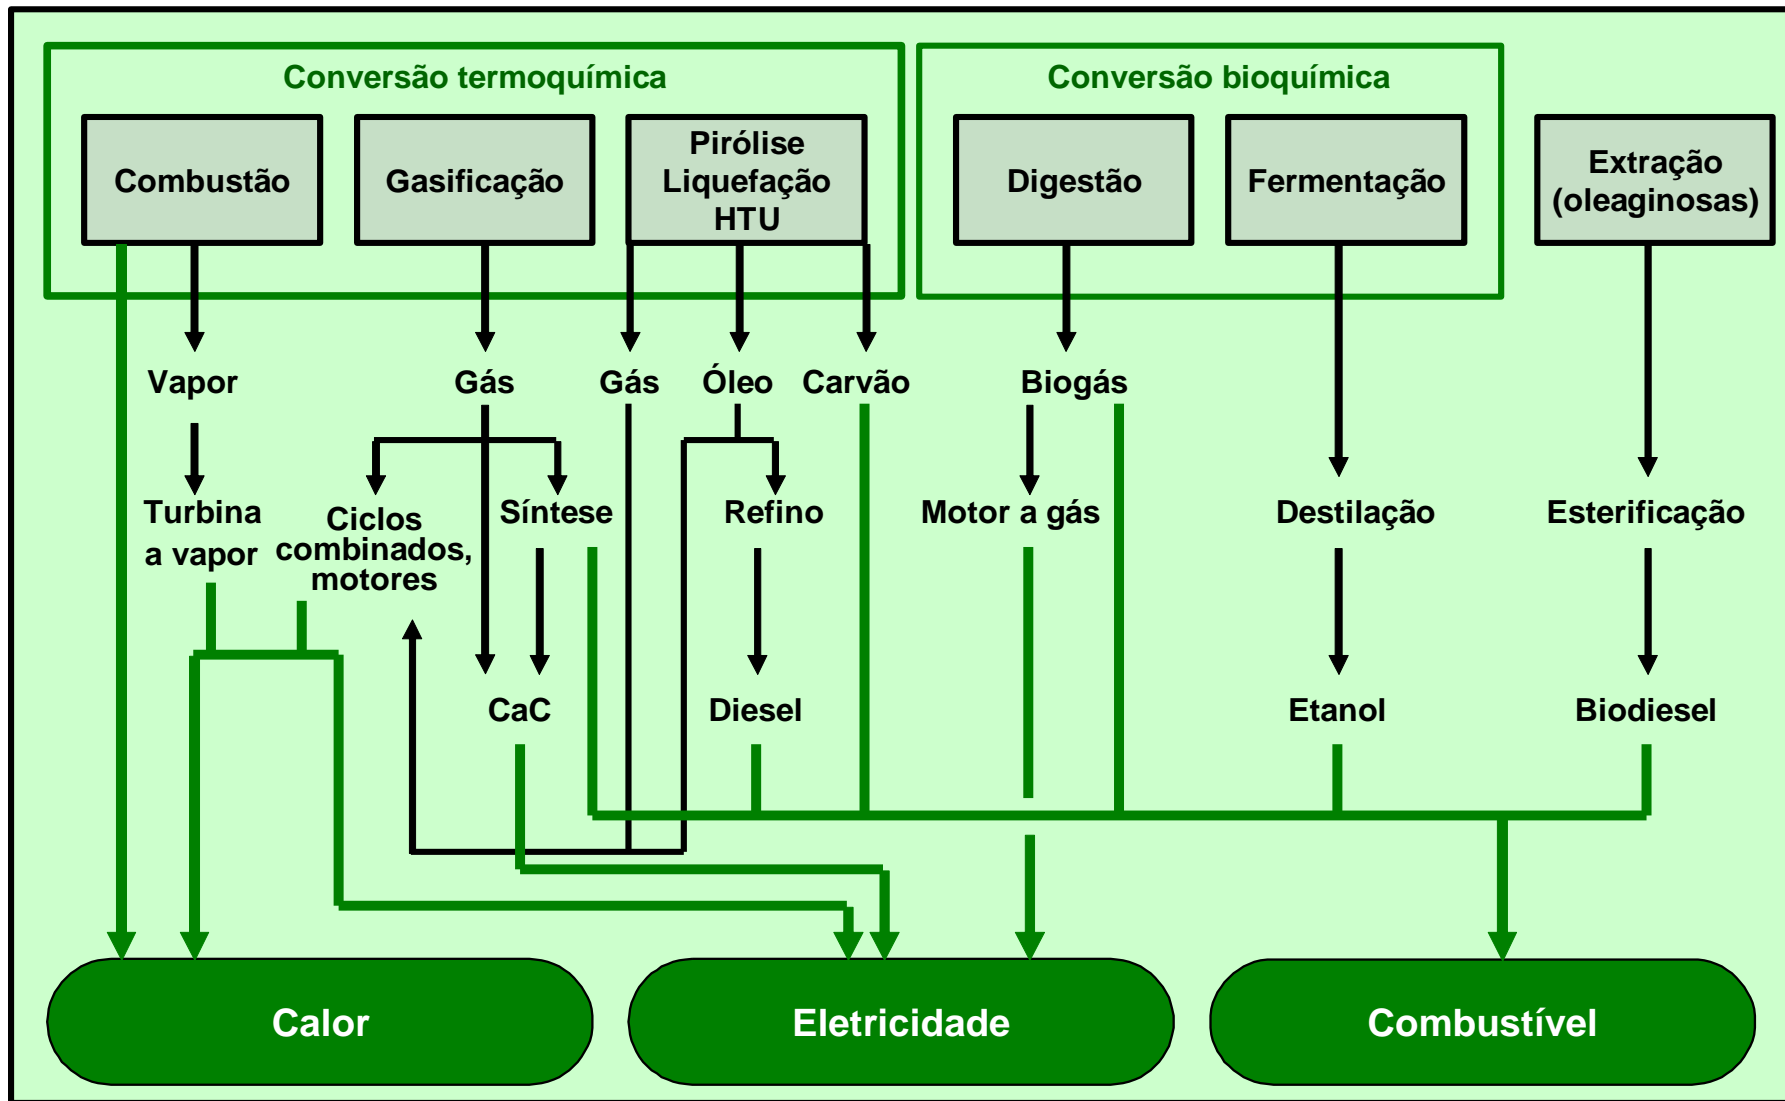 Conversão termoquímica
Conversão bioquímica
Combustão
Gasificação
Pirólise
Liquefação
HTU
Digestão
Fermentação
Extração
(oleaginosas)
Vapor
Gás
Gás
Óleo
Carvão
Biogás
Turbina
a vapor
Ciclos
combinados,
motores
Síntese
Refino
Motor a gás
Destilação
Esterificação
CaC
Diesel
Etanol
Biodiesel
Calor
Eletricidade
Combustível